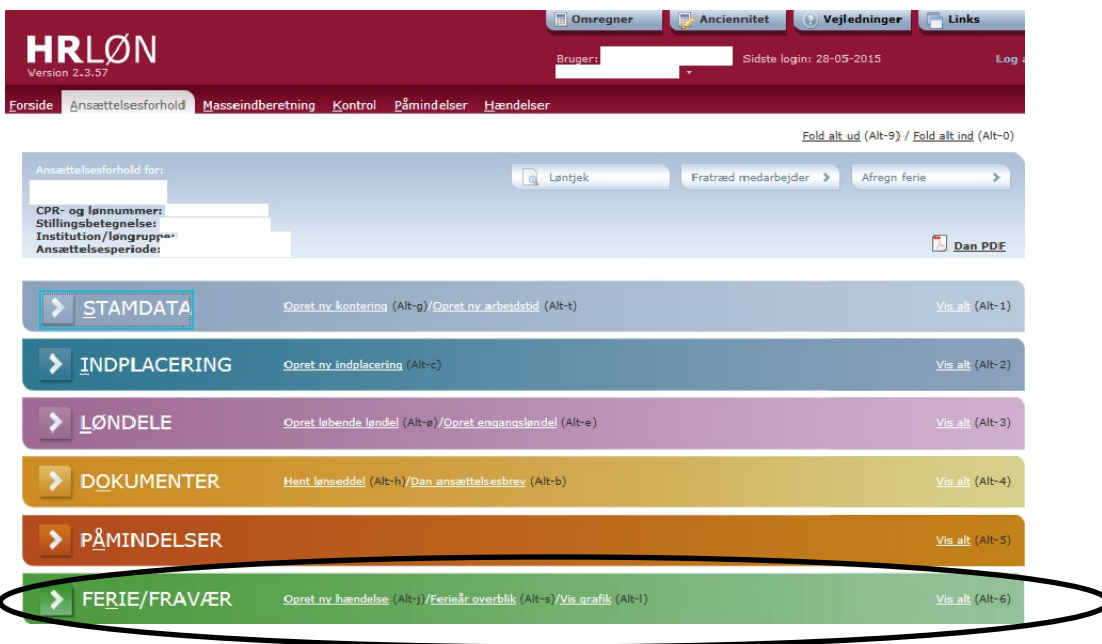 Omregner Anciennitet Vejledninger Links
HRLØN
Version 2.3.57
Bruger: Sidste login: 28-05-2015 Log
Forside Ansættelsesforhold Masseindberetning Kontrol Påmindelser Hændelser
Fold alt ud (Alt-9) / Fold alt ind (Alt-0)
Ansættelsesforhold for:
Løntjek Fratræd medarbejder Afregn ferie
CPR- og lønnummer:
Stillingsbetegnelse:
Institution/løngruppe:
Ansættelsesperiode:
Dan PDF
STAMDATA Opret ny kontering (Alt-g)/Opret ny arbejdstid (Alt-t) Vis alt (Alt-1)
INDPLACERING Opret ny indplacering (Alt-c) Vis alt (Alt-2)
LØNDELE Opret løbende løndel (Alt-ø)/Opret engangsløndel (Alt-e) Vis alt (Alt-3)
DOKUMENTER Hent lønseddel (Alt-h)/Dan ansættelsesbrev (Alt-b) Vis alt (Alt-4)
PÅMINDELSER Vis alt (Alt-5)
FERIE/FRAVÆR Opret ny hændelse (Alt-j)/Ferieår overblik (Alt-s)/Vis grafik (Alt-l) Vis alt (Alt-6)